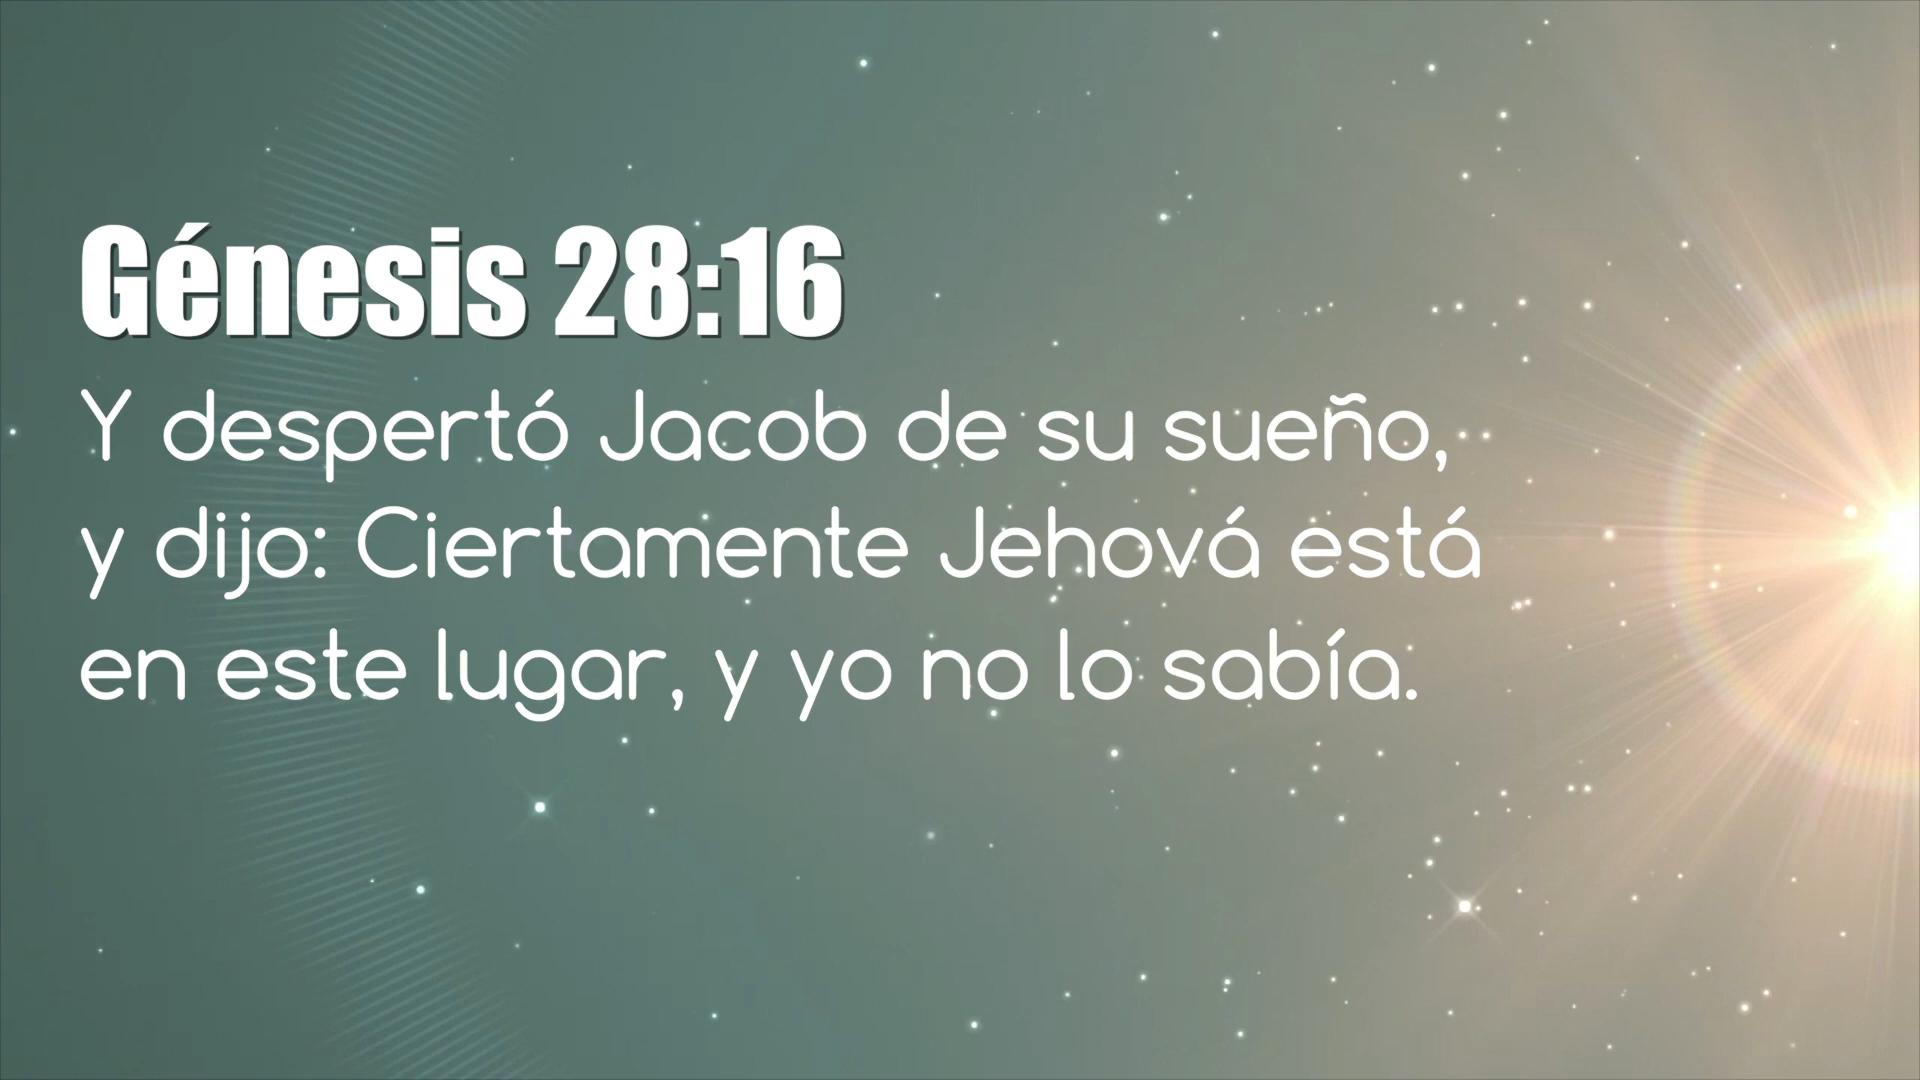 Génesis 28:16
Y despertó Jacob de su sueño,
y dijo: Ciertamente Jehová está
en este lugar, y yo no lo sabía.